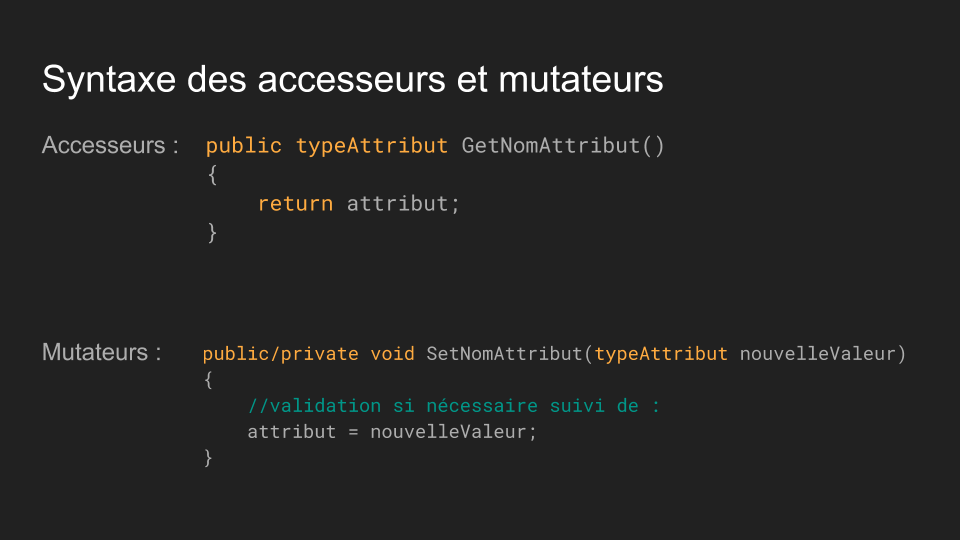 Syntaxe des accesseurs et mutateurs
Accesseurs : public typeAttribut GetNomAttribut()
{
return attribut;
}
Mutateurs : public/private void SetNomAttribut(typeAttribut nouvelleValeur)
{
//validation si nécessaire suivi de :
attribut = nouvelleValeur;
}